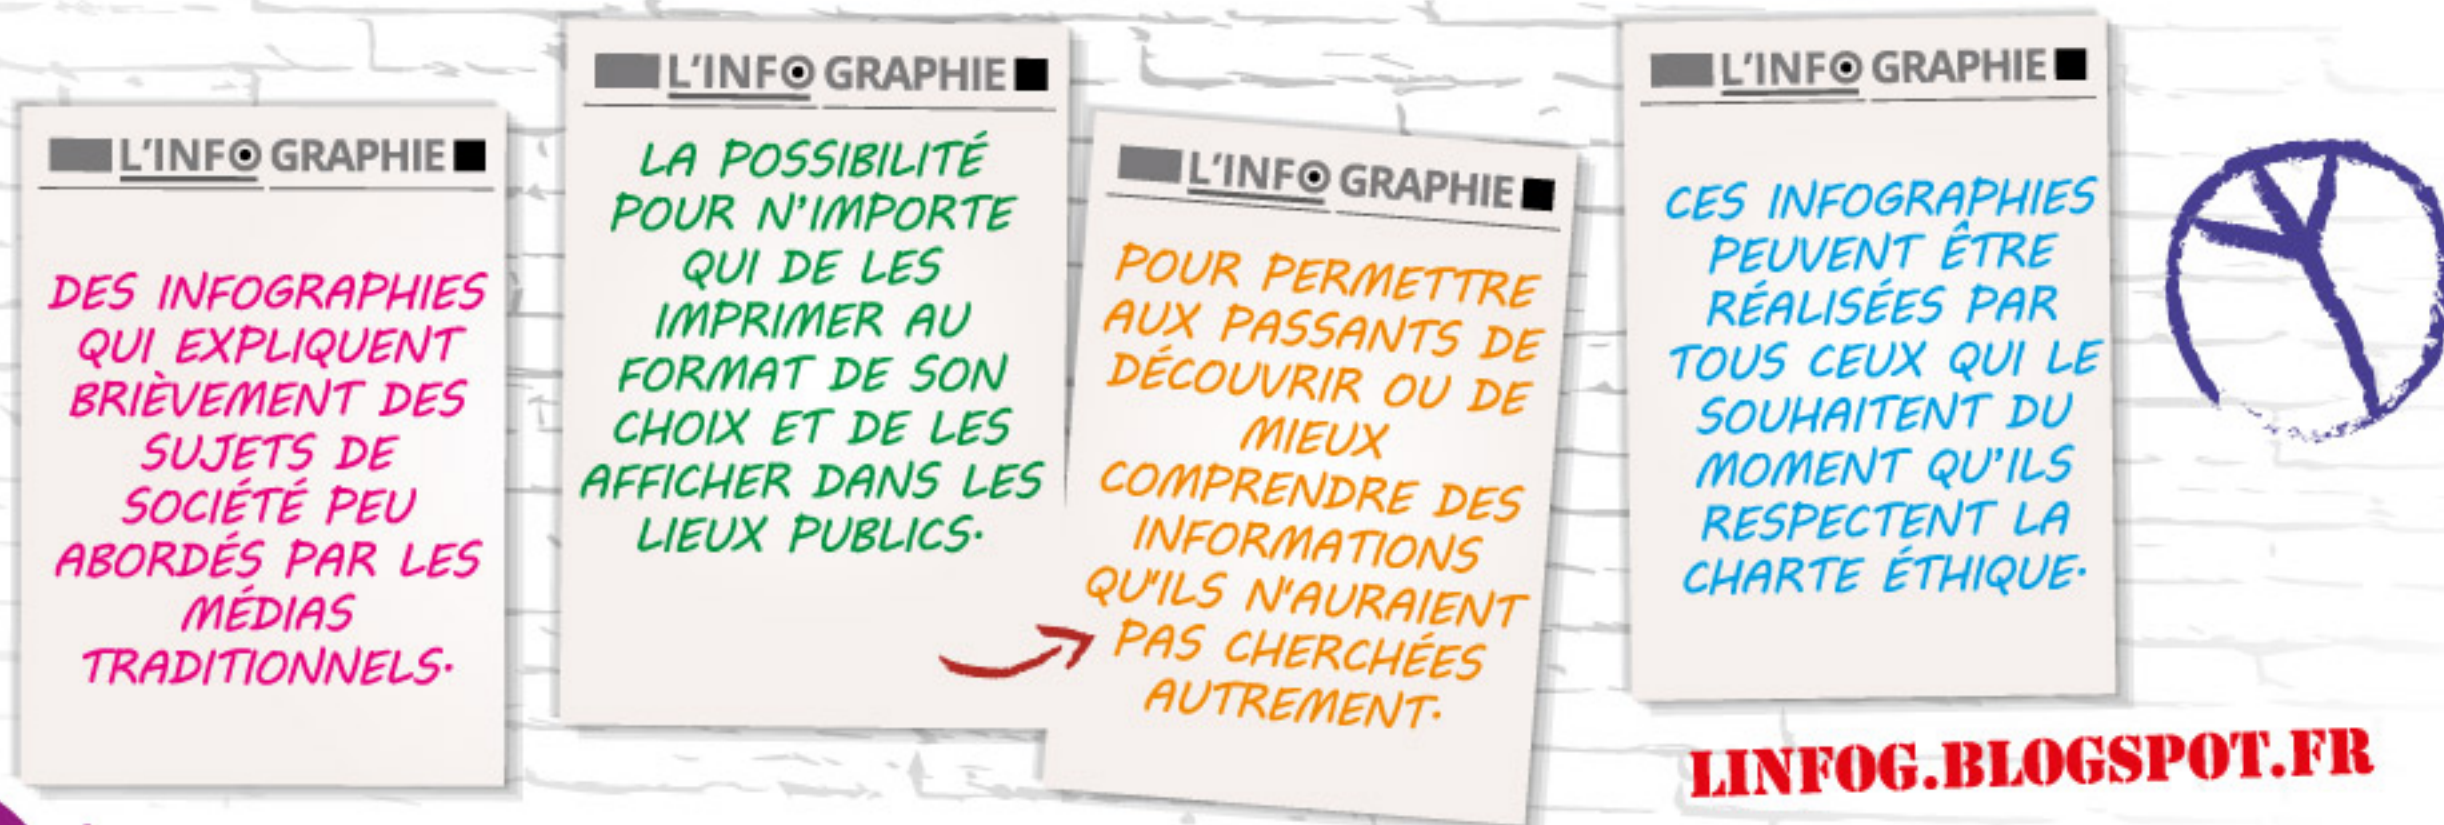 L'INFO GRAPHIE
DES INFOGRAPHIES
QUI EXPLIQUENT
BRIÈVEMENT DES
SUJETS DE
SOCIÉTÉ PEU
ABORDÉS PAR LES
MÉDIAS
TRADITIONNELS.
L'INFO GRAPHIE
LA POSSIBILITÉ
POUR N'IMPORTE
QUI DE LES
IMPRIMER AU
FORMAT DE SON
CHOIX ET DE LES
AFFICHER DANS LES
LIEUX PUBLICS.
L'INFO GRAPHIE
POUR PERMETTRE
AUX PASSANTS DE
DÉCOUVRIR OU DE
MIEUX
COMPRENDRE DES
INFORMATIONS
QU'ILS N'AURAIENT
PAS CHERCHÉES
AUTREMENT.
L'INFO GRAPHIE
CES INFOGRAPHIES
PEUVENT ÊTRE
RÉALISÉES PAR
TOUS CEUX QUI LE
SOUHAITENT DU
MOMENT QU'ILS
RESPECTENT LA
CHARTE ÉTHIQUE.
LINFOG.BLOGSPOT.FR